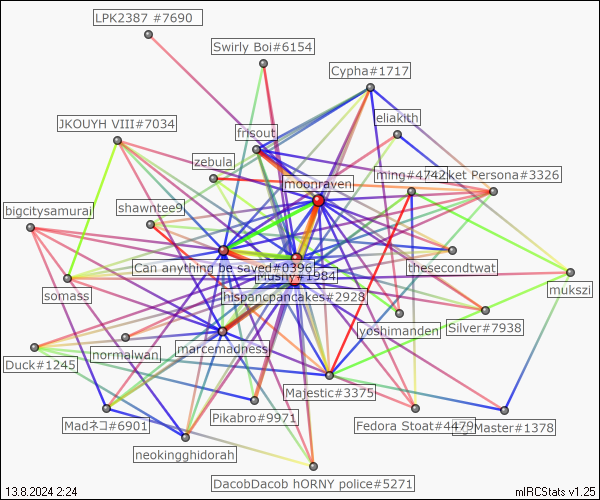 LPK2387 #7690
Swirly Boi#6154
Cypha#1717
eliakith
JKOUYH VIII#7034
frisout
zebula
ming#4742
ket Persona#3326
moonraven
bigcitysamurai
shawntee9
Can anything be saved#0396
thesecondtwat
Mushy#1984
somass
mukszi
hispancpancakes#2928
yoshimanden
Silver#7938
marcemadness
normalwan
Duck#1245
Majestic#3375
Madネコ#6901
Pikabro#9971
Fedora Stoat#4479
Master#1378
neokingghidorah
DacobDacob hORNY police#5271
13.8.2024 2:24
mIRCStats v1.25